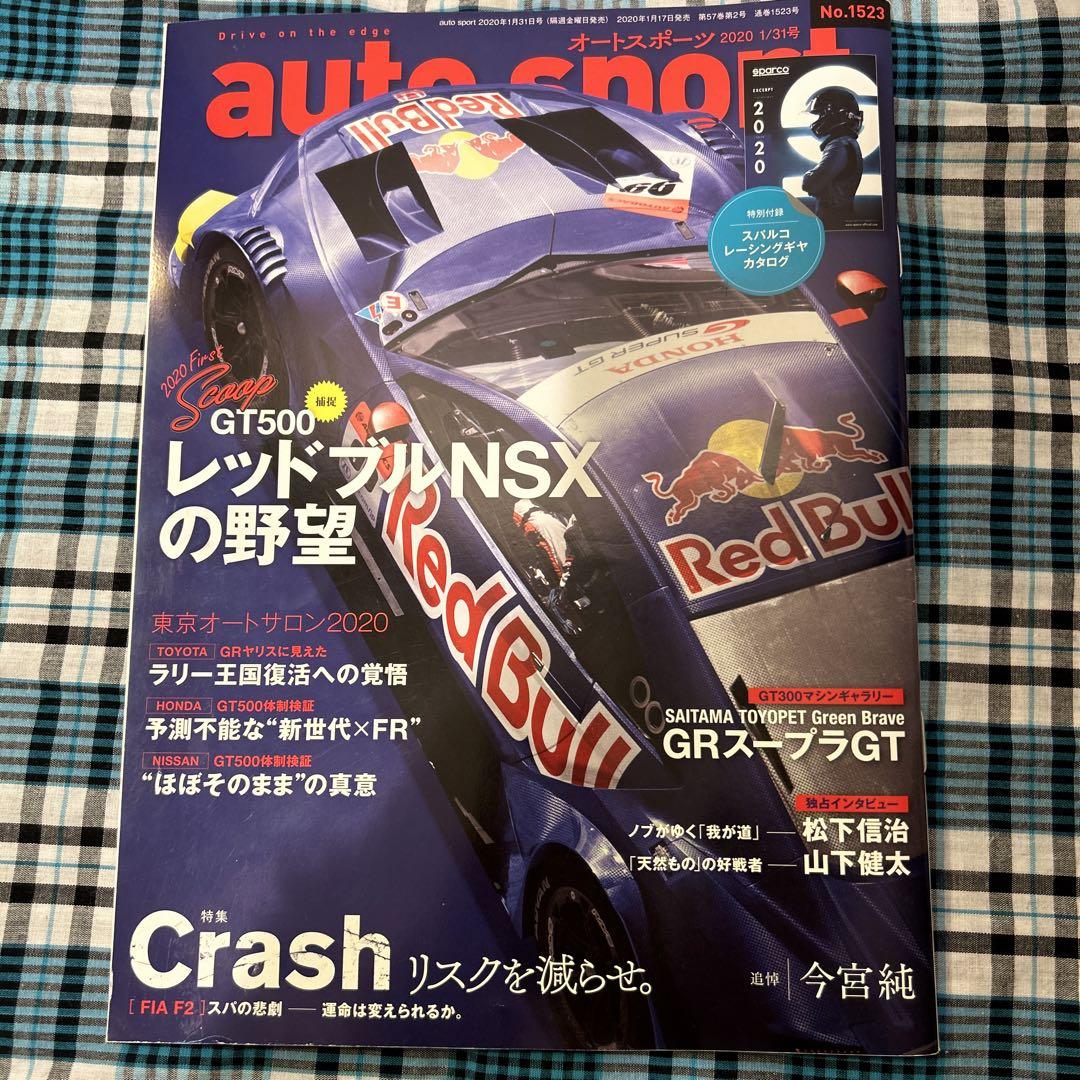 auto sport 2020年1月31日号(隔週金曜日発売) 2020年1月17日発売 第57巻第2号 通巻1523号
No.1523
Drive on the edge
オートスポーツ 2020 1/31号
auto sport
sparco
EXCERPT
2020
特別付録
スパルコ
レーシングギヤ
カタログ
Red Bull
AUTOBACS
E
HONDA
SUPER GT
2020 First
Scoop
捕捉
GT500
レッドブルNSX
の野望
Red Bull
Red Bull
東京オートサロン2020
TOYOTA GRヤリスに見えた
ラリー王国復活への覚悟
HONDA GT500体制検証
予測不能な“新世代×FR”
NISSAN GT500体制検証
“ほぼそのまま”の真意
GT300マシンギャラリー
SAITAMA TOYOPET Green Brave
GRスープラGT
独占インタビュー
ノブがゆく「我が道」 — 松下信治
「天然もの」の好戦者 — 山下健太
特集
Crash リスクを減らせ。
[ FIA F2 ] スパの悲劇 — 運命は変えられるか。
追悼 | 今宮 純